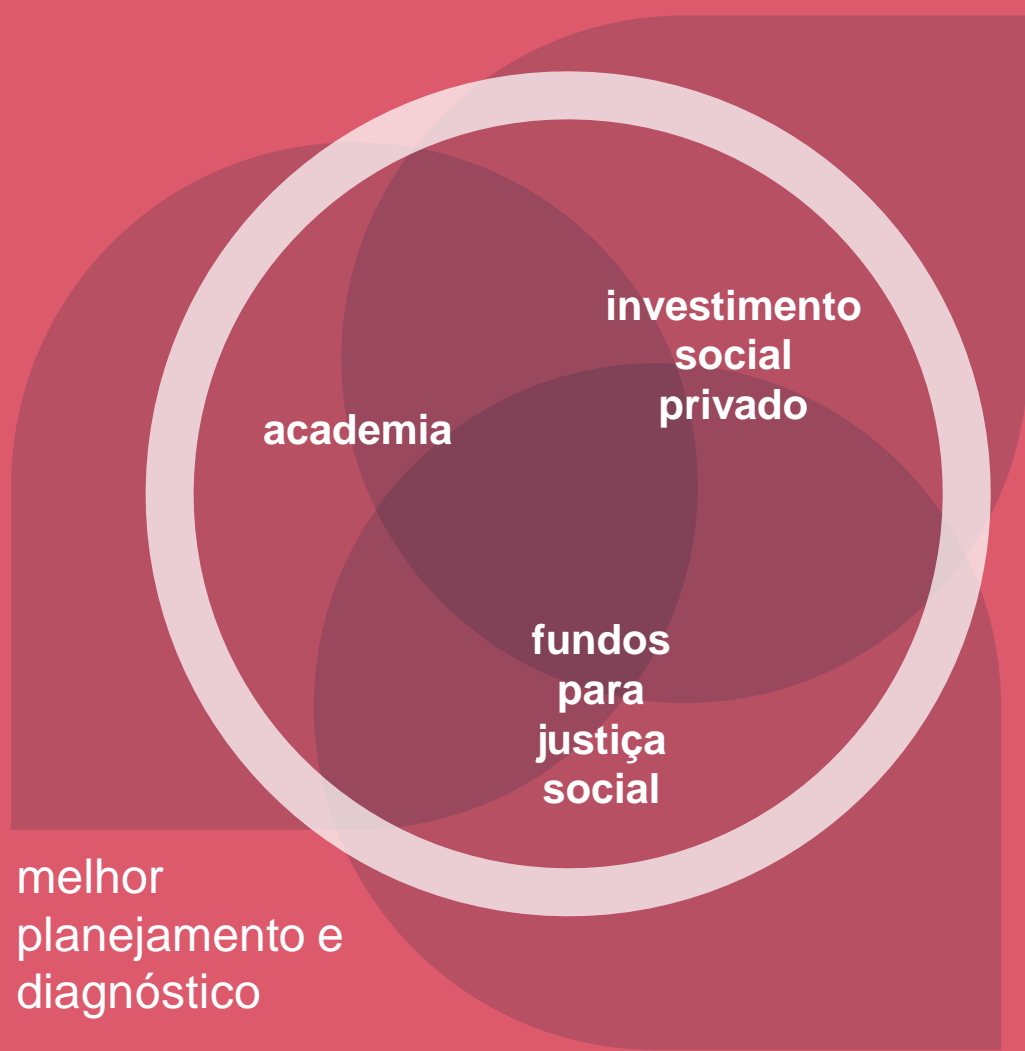 investimento
social
privado
academia
fundos
para
justiça
social
melhor
planejamento e
diagnóstico